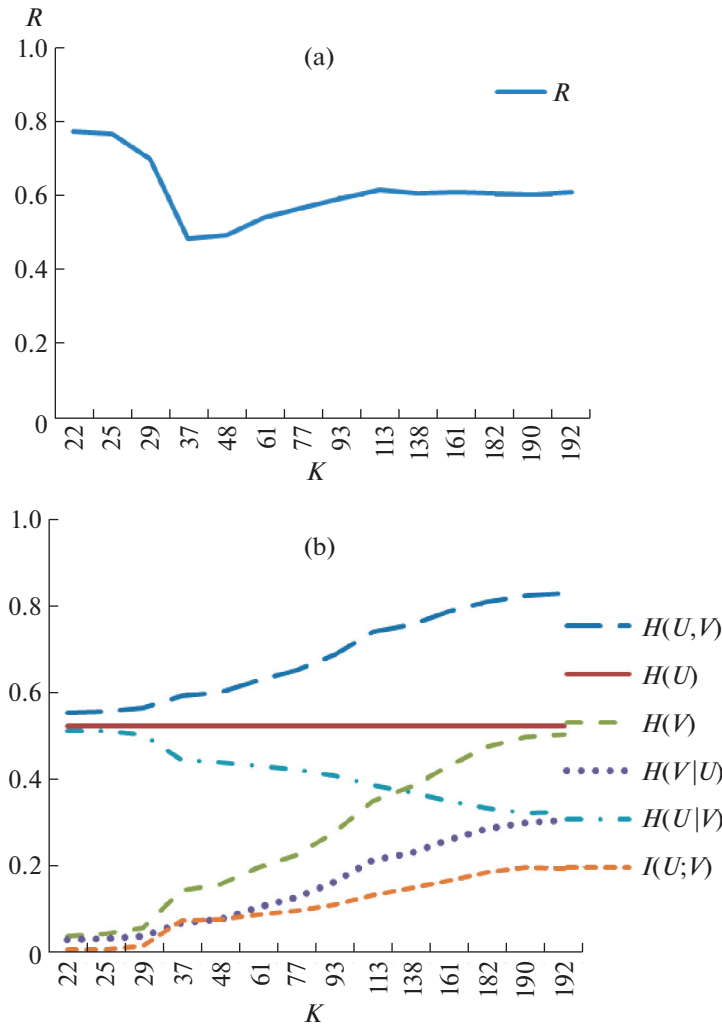 R
1.0
(a)
R
0.8
0.6
0.4
0.2
0
22 25 29 37 48 61 77 93 113 138 161 182 190 192
K
1.0
(b)
0.8
H(U,V)
0.6
H(U)
H(V)
0.4
H(V|U)
H(U|V)
0.2
I(U;V)
0
22 25 29 37 48 61 77 93 113 138 161 182 190 192
K